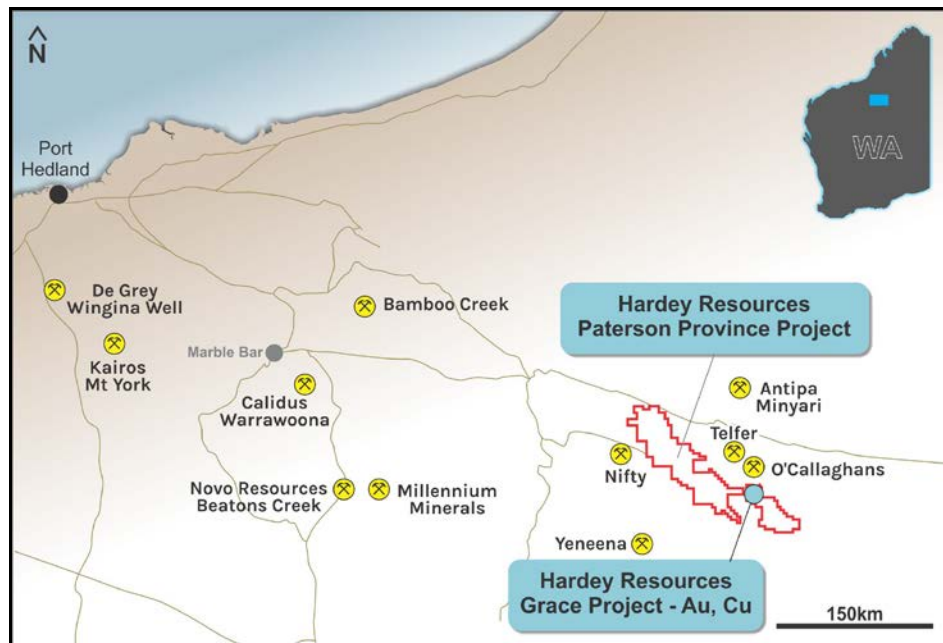 N
WA
Port
Hedland
De Grey
Wingina Well
Kairos
Mt York
Bamboo Creek
Marble Bar
Calidus
Warrawoona
Novo Resources
Beatons Creek
Millennium
Minerals
Hardey Resources
Paterson Province Project
Antipa
Minyari
Telfer
O'Callaghans
Nifty
Yeneena
Hardey Resources
Grace Project - Au, Cu
150km